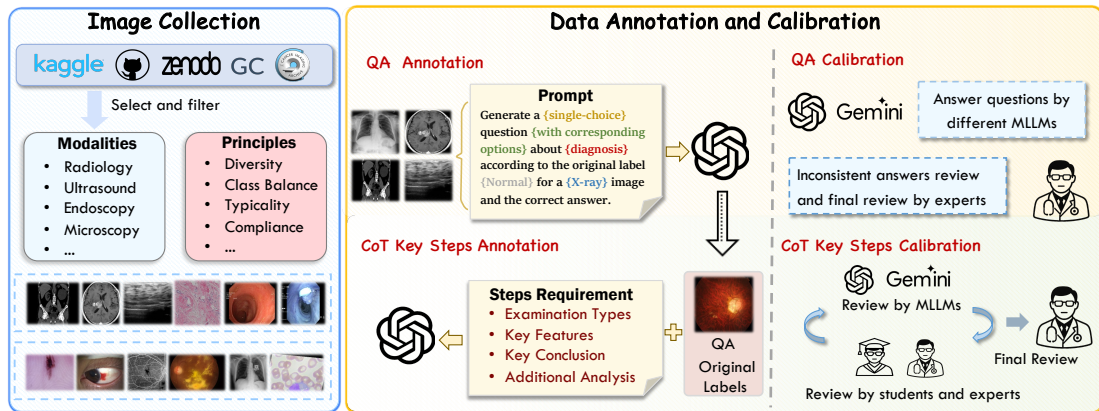 Image Collection
kaggle
zenodo
GC
Select and filter
Modalities
• Radiology
• Ultrasound
• Endoscopy
• Microscopy
• ...
Principles
• Diversity
• Class Balance
• Typicality
• Compliance
• ...
Data Annotation and Calibration
QA Annotation
Prompt
Generate a {single-choice}
question {with corresponding
options} about {diagnosis}
according to the original label
{Normal} for a {X-ray} image
and the correct answer.
QA Calibration
Gemini
Answer questions by
different MLLMs
Inconsistent answers review
and final review by experts
CoT Key Steps Annotation
Steps Requirement
• Examination Types
• Key Features
• Key Conclusion
• Additional Analysis
QA
Original
Labels
CoT Key Steps Calibration
Gemini
Review by MLLMs
Final Review
Review by students and experts